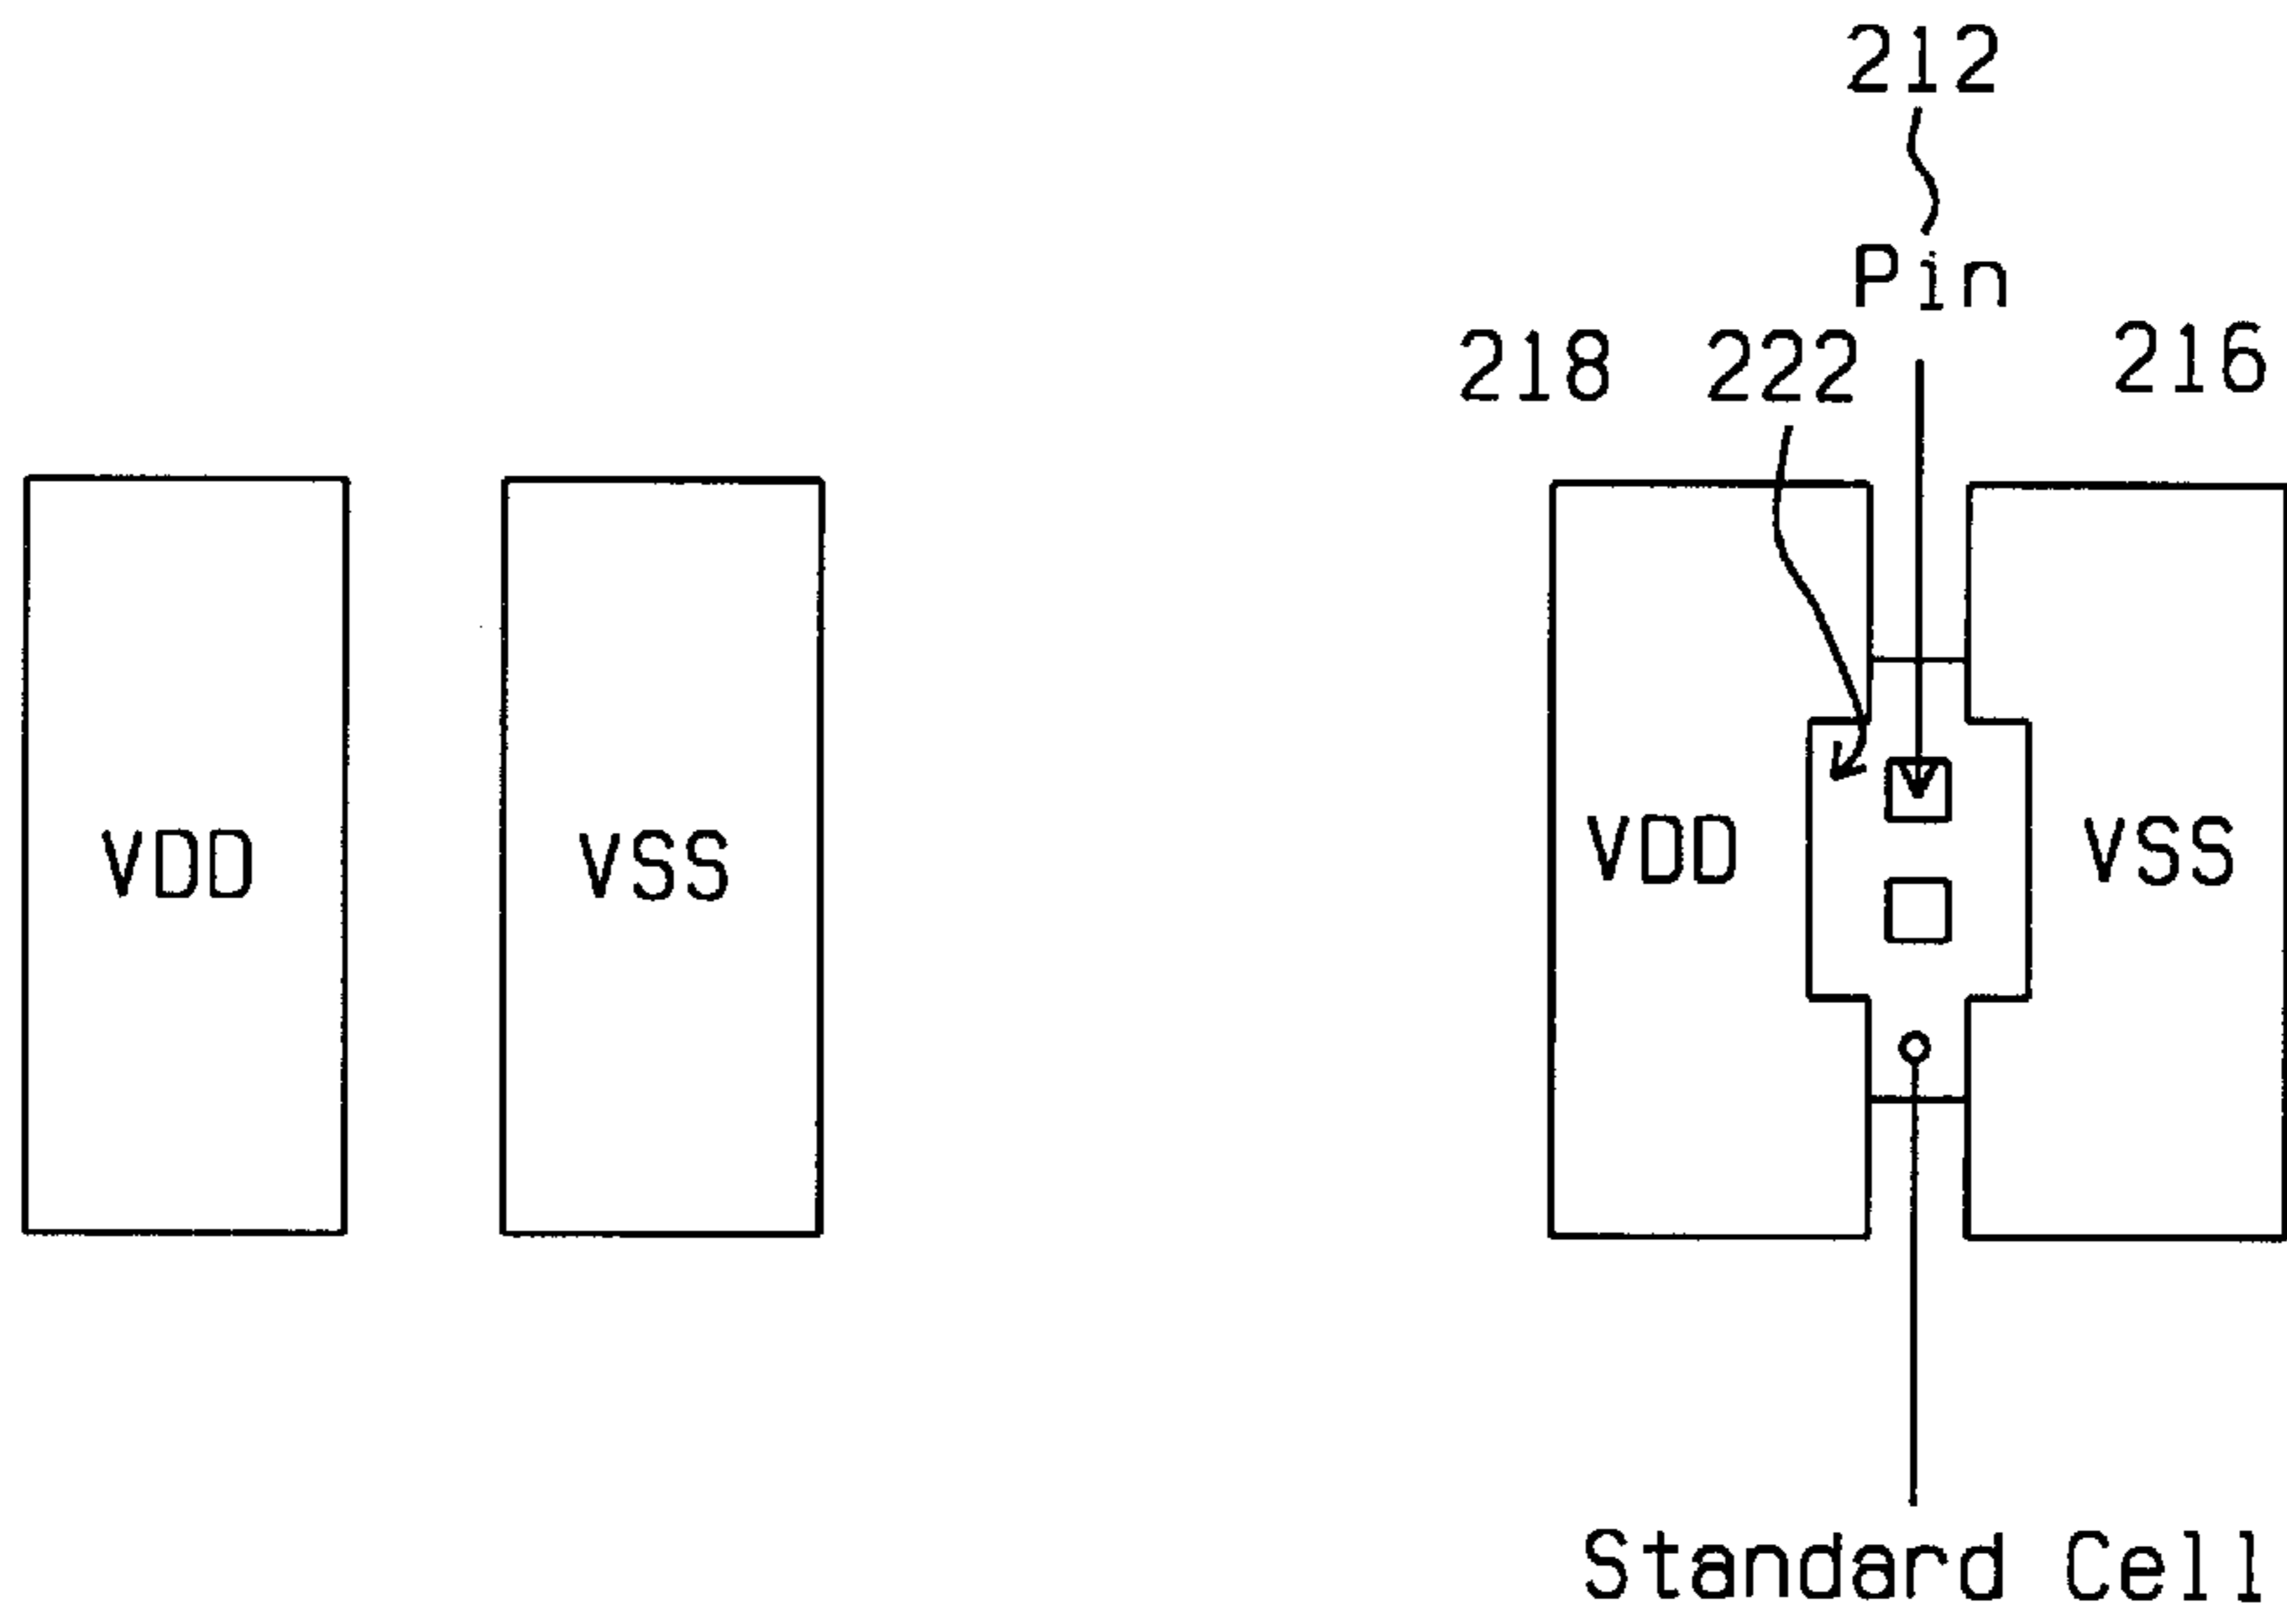 212
Pin
218 222 216
VDD VSS VDD VSS
Standard Cell